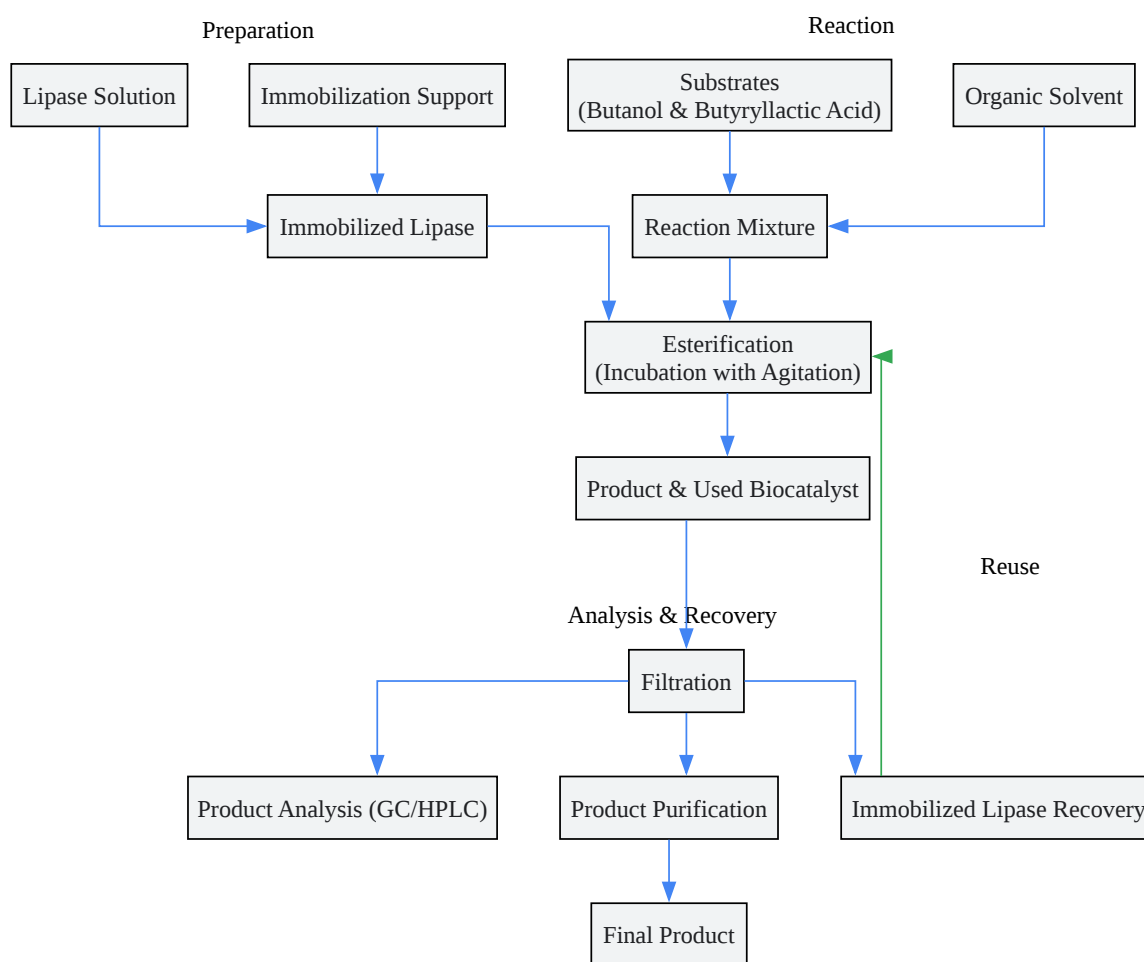 Preparation
Reaction
Lipase Solution
Immobilization Support
Substrates
(Butanol & Butyryllactic Acid)
Organic Solvent
Immobilized Lipase
Reaction Mixture
Esterification
(Incubation with Agitation)
Product & Used Biocatalyst
Reuse
Analysis & Recovery
Filtration
Product Analysis (GC/HPLC)
Product Purification
Immobilized Lipase Recovery
Final Product